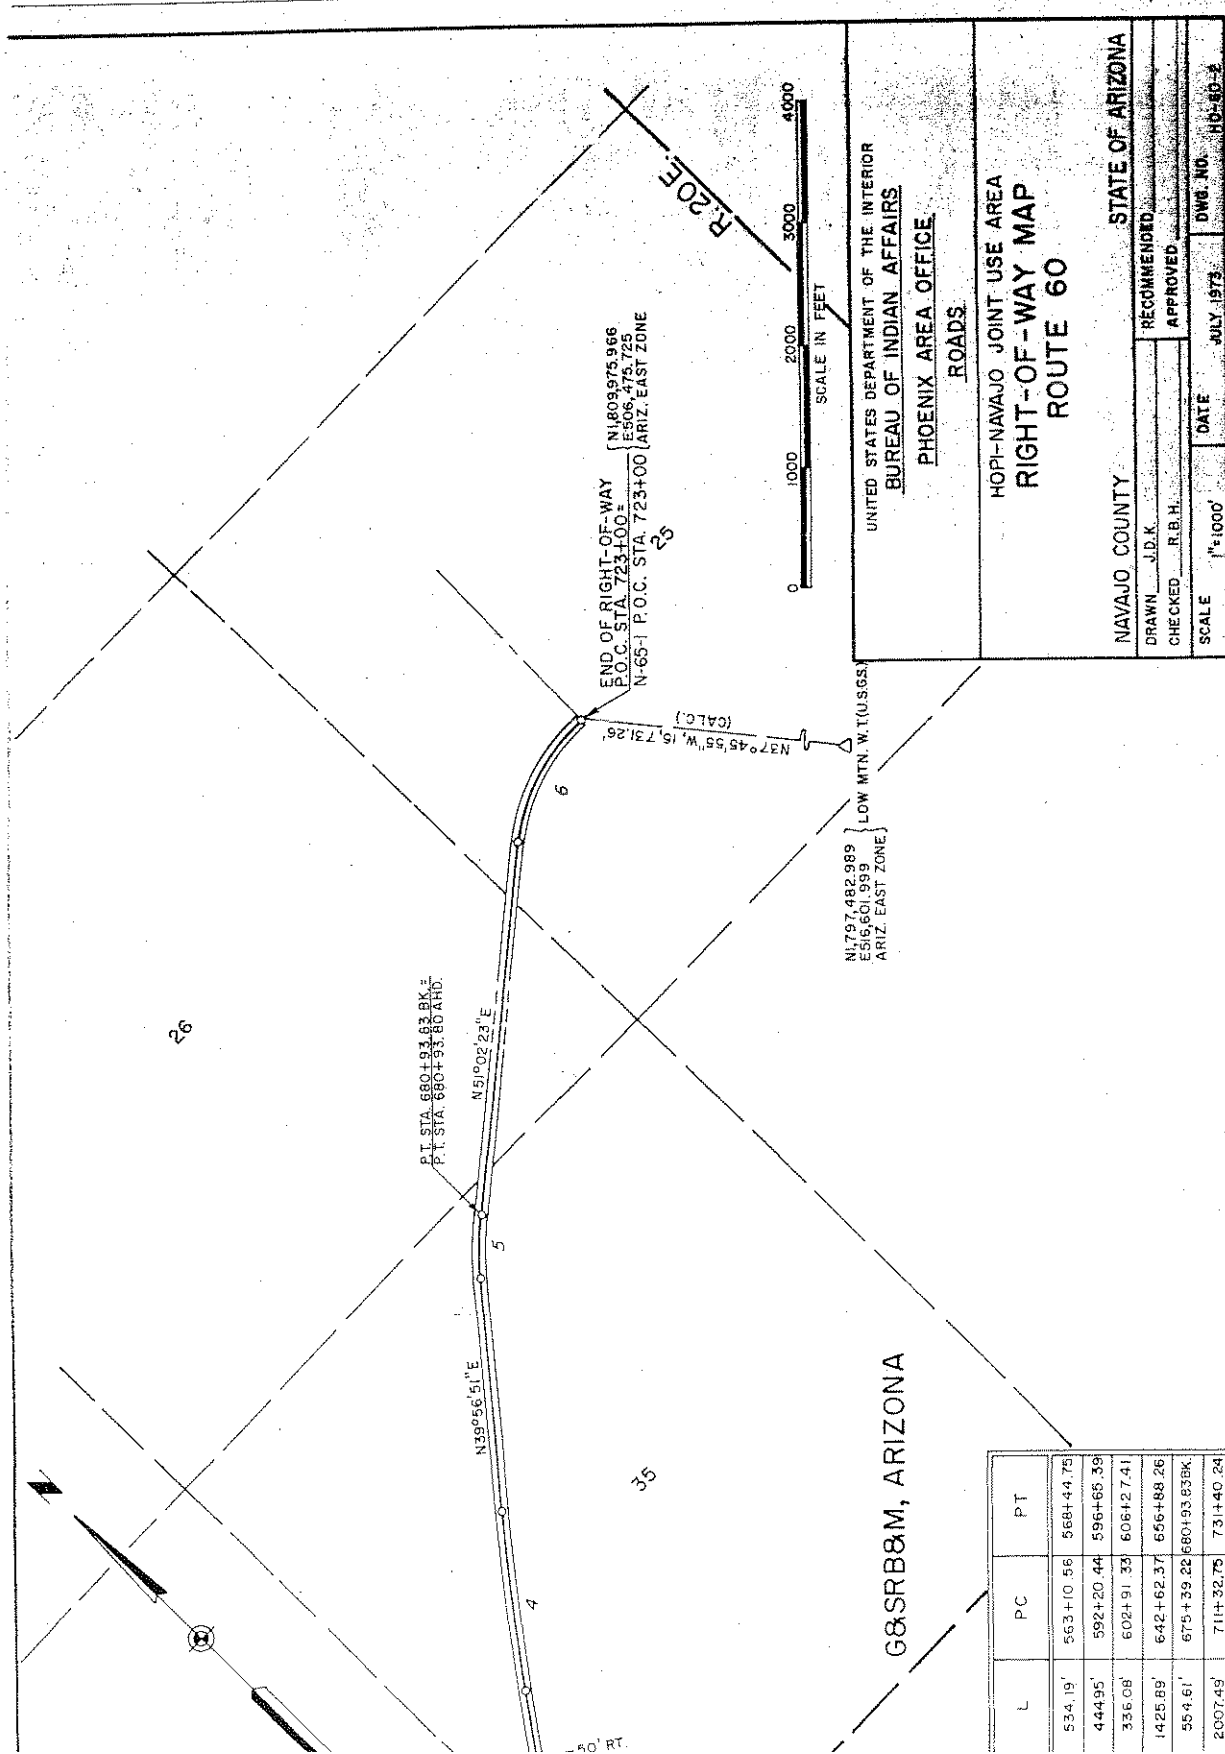 N
26
25
35
R.20E.
P.T. STA. 680+93.83 BK.=
P.T. STA. 680+93.80 AHD.
N39°56'51"E
N51°02'23"E
4
5
6
END OF RIGHT-OF-WAY
P.O.C. STA. 723+00=
N-65-1 P.O.C. STA. 723+00
N1,809,975.966
E506,475.725
ARIZ. EAST ZONE
N37°45'55"W, 15,731.26'
(CALC.)
N1,797,482.989
E516,601.999
ARIZ. EAST ZONE
LOW MTN. W.T.(U.S.G.S.)
50' RT.
G&SRB&M, ARIZONA
0 1000 2000 3000 4000
SCALE IN FEET
UNITED STATES DEPARTMENT OF THE INTERIOR
BUREAU OF INDIAN AFFAIRS
PHOENIX AREA OFFICE
ROADS
HOPI-NAVAJO JOINT USE AREA
RIGHT-OF-WAY MAP
ROUTE 60
NAVAJO COUNTY STATE OF ARIZONA
DRAWN J.D.K. RECOMMENDED
CHECKED R.B.H. APPROVED
SCALE 1"=1000' DATE JULY 1973 DWG. NO. HO-60-2
L PC PT
534.19' 563+10.56 568+44.75
444.95' 592+20.44 596+65.39
336.08' 602+91.33 606+27.41
1425.89' 642+62.37 656+88.26
554.61' 675+39.22 680+93.83BK.
2007.49' 711+32.75 731+40.24